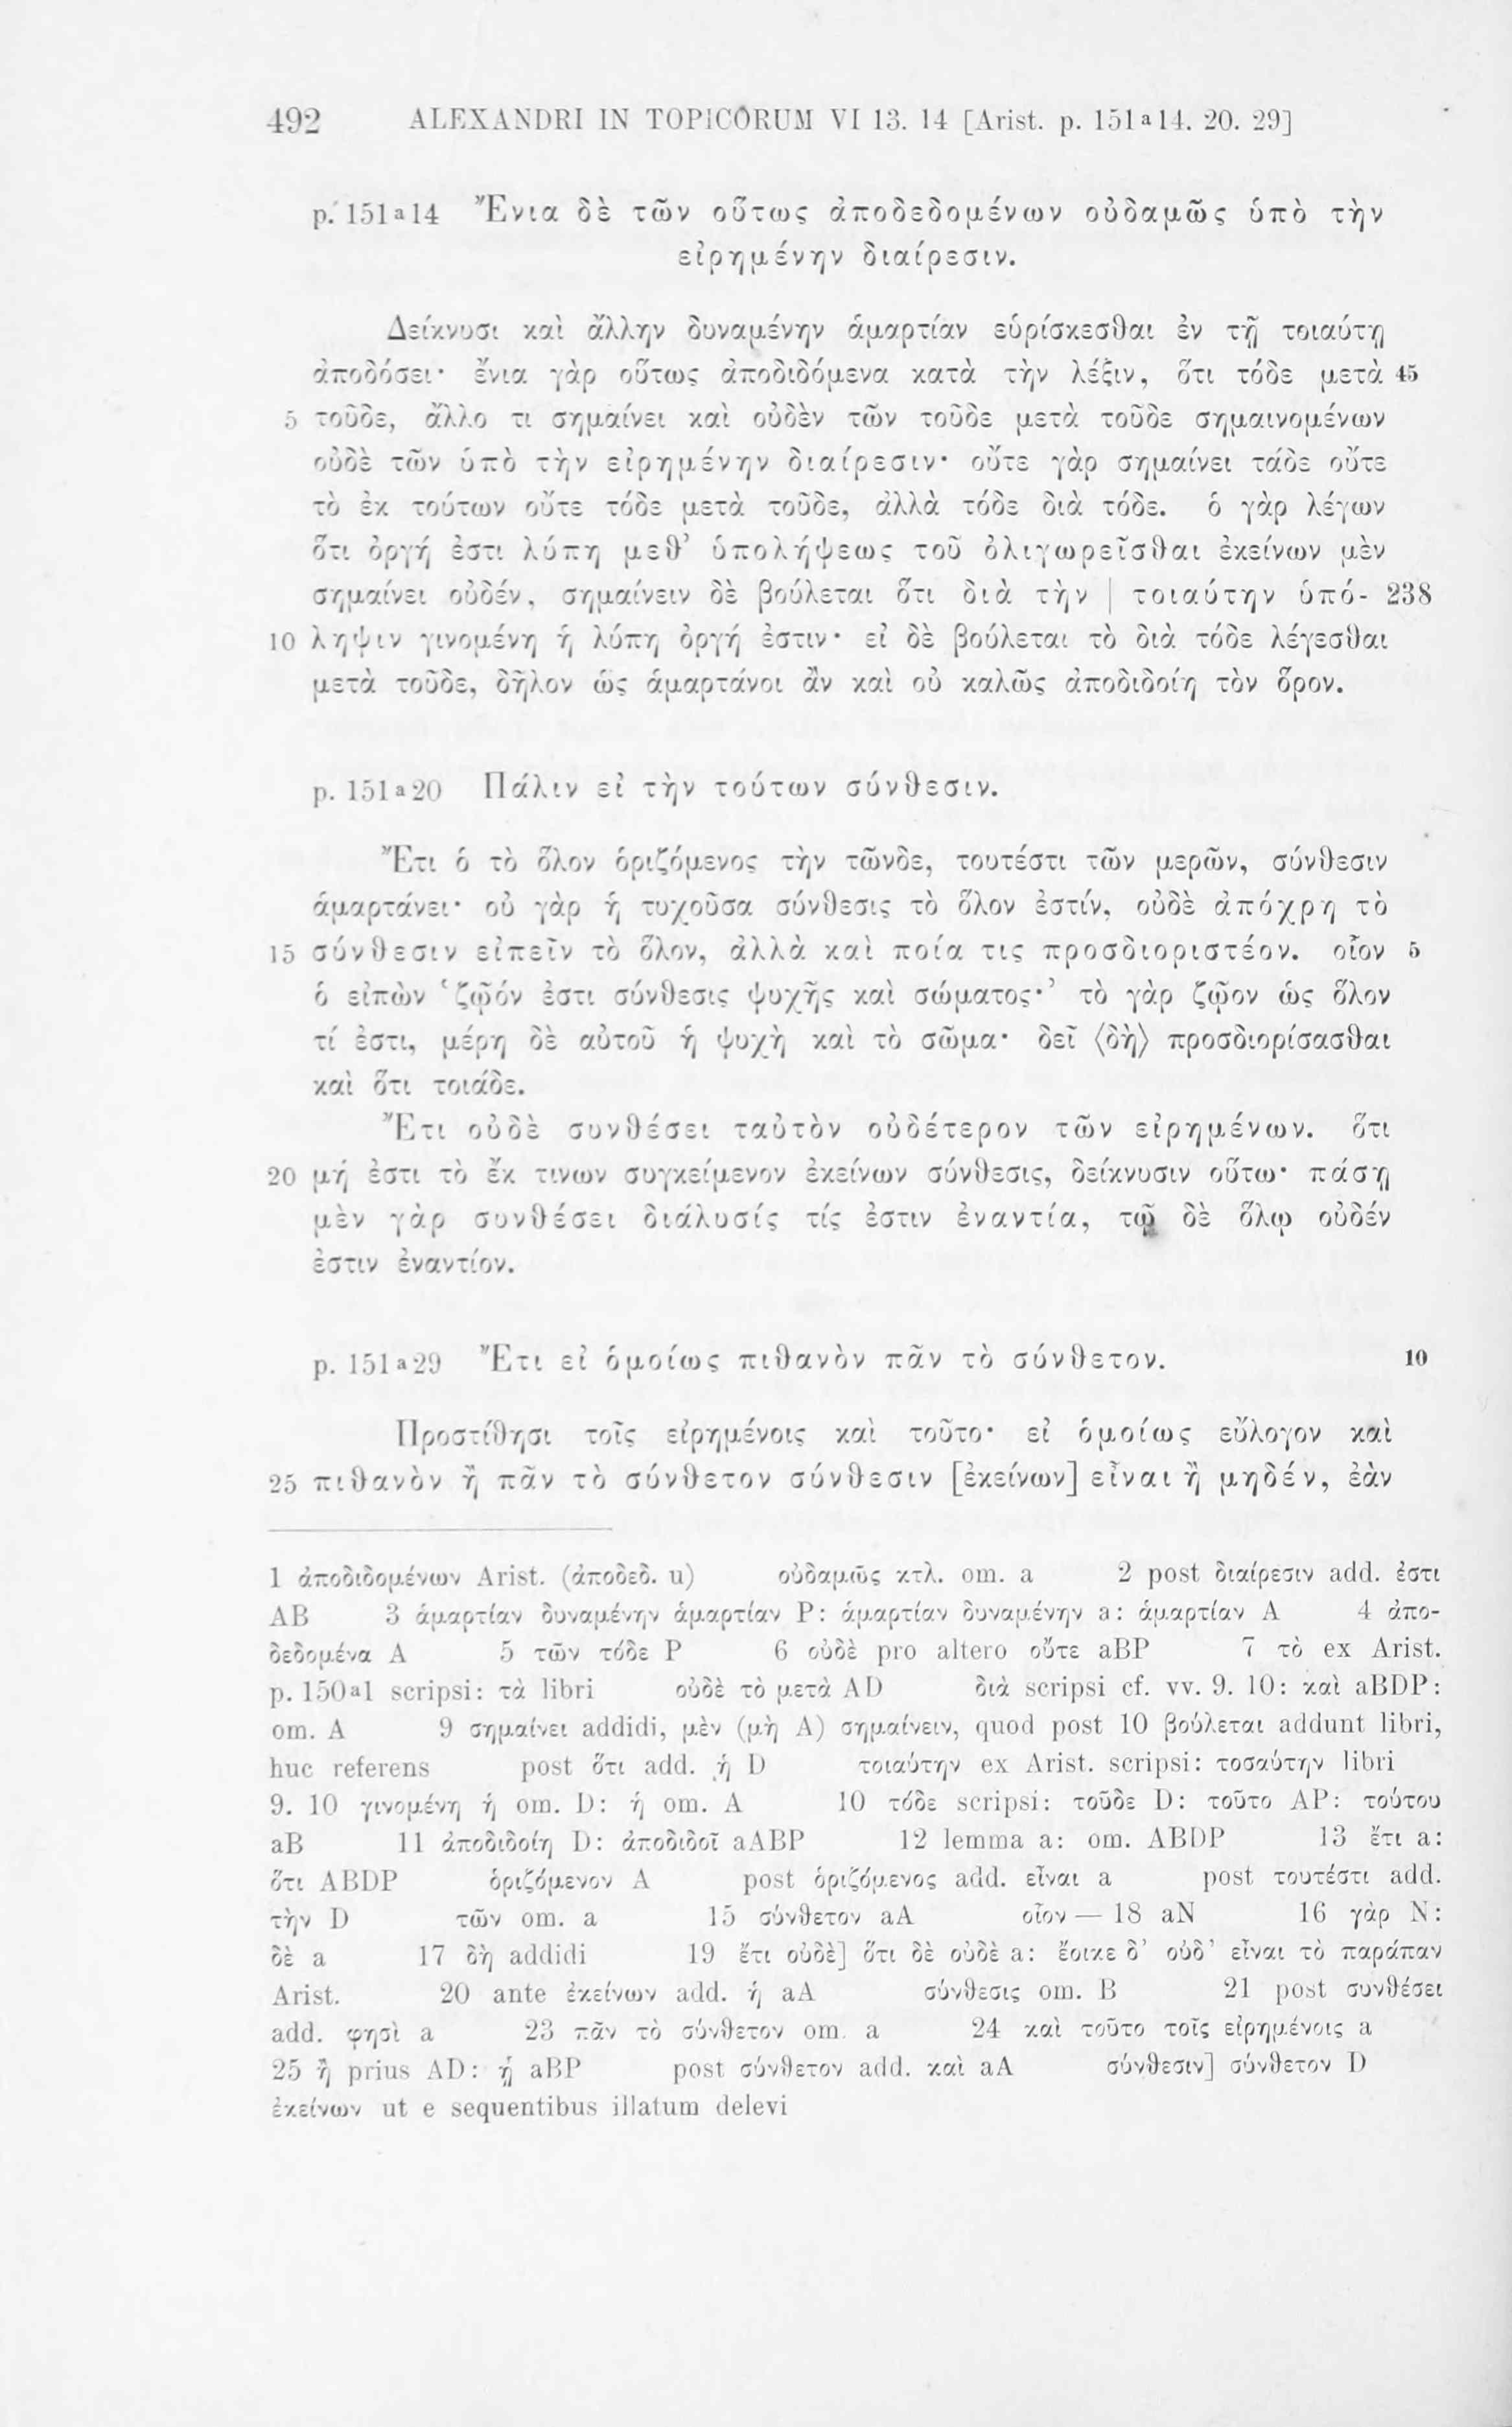 492 ALEXANDRI IN TOPICORUM VI 13. 14 [Arist. p. 151ᵃ14. 20. 29]
p. 151ᵃ14 Ἔνια δὲ τῶν οὕτως ἀποδεδομένων οὐδαμῶς ὑπὸ τὴν
εἰρημένην διαίρεσιν.
Δείκνυσι καὶ ἄλλην δυναμένην ἁμαρτίαν εὑρίσκεσθαι ἐν τῇ τοιαύτῃ
ἀποδόσει· ἔνια γὰρ οὕτως ἀποδιδόμενα κατὰ τὴν λέξιν, ὅτι τόδε μετὰ 45
5 τοῦδε, ἄλλο τι σημαίνει καὶ οὐδὲν τῶν τοῦδε μετὰ τοῦδε σημαινομένων
οὐδὲ τῶν ὑπὸ τὴν εἰρημένην διαίρεσιν· οὔτε γὰρ σημαίνει τάδε οὔτε
τὸ ἐκ τούτων οὔτε τόδε μετὰ τοῦδε, ἀλλὰ τόδε διὰ τόδε. ὁ γὰρ λέγων
ὅτι ὀργή ἐστι λύπη μεθ’ ὑπολήψεως τοῦ ὀλιγωρεῖσθαι ἐκείνων μὲν
σημαίνει οὐδέν, σημαίνειν δὲ βούλεται ὅτι διὰ τὴν | τοιαύτην ὑπό- 238
10 ληψιν γινομένη ἡ λύπη ὀργή ἐστιν· εἰ δὲ βούλεται τὸ διὰ τόδε λέγεσθαι
μετὰ τοῦδε, δῆλον ὡς ἁμαρτάνοι ἂν καὶ οὐ καλῶς ἀποδιδοίη τὸν ὅρον.
p. 151ᵃ20 Πάλιν εἰ τὴν τούτων σύνθεσιν.
Ἔτι ὁ τὸ ὅλον ὁριζόμενος τὴν τῶνδε, τουτέστι τῶν μερῶν, σύνθεσιν
ἁμαρτάνει· οὐ γὰρ ἡ τυχοῦσα σύνθεσις τὸ ὅλον ἐστίν, οὐδὲ ἀπόχρη τὸ
15 σύνθεσιν εἰπεῖν τὸ ὅλον, ἀλλὰ καὶ ποία τις προσδιοριστέον. οἷον 5
ὁ εἰπὼν ‘ζῷόν ἐστι σύνθεσις ψυχῆς καὶ σώματος·’ τὸ γὰρ ζῷον ὡς ὅλον
τί ἐστι, μέρη δὲ αὐτοῦ ἡ ψυχὴ καὶ τὸ σῶμα· δεῖ ⟨δὴ⟩ προσδιορίσασθαι
καὶ ὅτι τοιάδε.
Ἔτι οὐδὲ συνθέσει ταὐτὸν οὐδέτερον τῶν εἰρημένων. ὅτι
20 μή ἐστι τὸ ἔκ τινων συγκείμενον ἐκείνων σύνθεσις, δείκνυσιν οὕτω· πάσῃ
μὲν γὰρ συνθέσει διάλυσίς τίς ἐστιν ἐναντία, τῷ δὲ ὅλῳ οὐδέν
ἐστιν ἐναντίον.
p. 151ᵃ29 Ἔτι εἰ ὁμοίως πιθανὸν πᾶν τὸ σύνθετον. 10
Προστίθησι τοῖς εἰρημένοις καὶ τοῦτο· εἰ ὁμοίως εὔλογον καὶ
25 πιθανὸν ἢ πᾶν τὸ σύνθετον σύνθεσιν [ἐκείνων] εἶναι ἢ μηδέν, ἐὰν
1 ἀποδιδομένων Arist. (ἀποδεδ. u) οὐδαμῶς κτλ. om. a 2 post διαίρεσιν add. ἐστι
AB 3 ἁμαρτίαν δυναμένην ἁμαρτίαν P: ἁμαρτίαν δυναμένην a: ἁμαρτίαν A 4 ἀπο-
δεδομένα A 5 τῶν τόδε P 6 οὐδὲ pro altero οὔτε aBP 7 τὸ ex Arist.
p. 150ᵃ1 scripsi: τὰ libri οὐδὲ τὸ μετὰ AD διὰ scripsi cf. vv. 9. 10: καὶ aBDP:
om. A 9 σημαίνει addidi, μὲν (μὴ A) σημαίνειν, quod post 10 βούλεται addunt libri,
huc referens post ὅτι add. ἡ D τοιαύτην ex Arist. scripsi: τοσαύτην libri
9. 10 γινομένη ἡ om. D: ἡ om. A 10 τόδε scripsi: τοῦδε D: τοῦτο AP: τούτου
aB 11 ἀποδιδοίη D: ἀποδιδοῖ aABP 12 lemma a: om. ABDP 13 ἔτι a:
ὅτι ABDP ὁριζόμενον A post ὁριζόμενος add. εἶναι a post τουτέστι add.
τὴν D τῶν om. a 15 σύνθετον aA οἷον — 18 aN 16 γὰρ N:
δὲ a 17 δὴ addidi 19 ἔτι οὐδὲ] ὅτι δὲ οὐδὲ a: ἔοικε δ’ οὐδ’ εἶναι τὸ παράπαν
Arist. 20 ante ἐκείνων add. ἡ aA σύνθεσις om. B 21 post συνθέσει
add. φησὶ a 23 πᾶν τὸ σύνθετον om. a 24 καὶ τοῦτο τοῖς εἰρημένοις a
25 ἢ prius AD: ᾗ aBP post σύνθετον add. καὶ aA σύνθεσιν] σύνθετον D
ἐκείνων ut e sequentibus illatum delevi